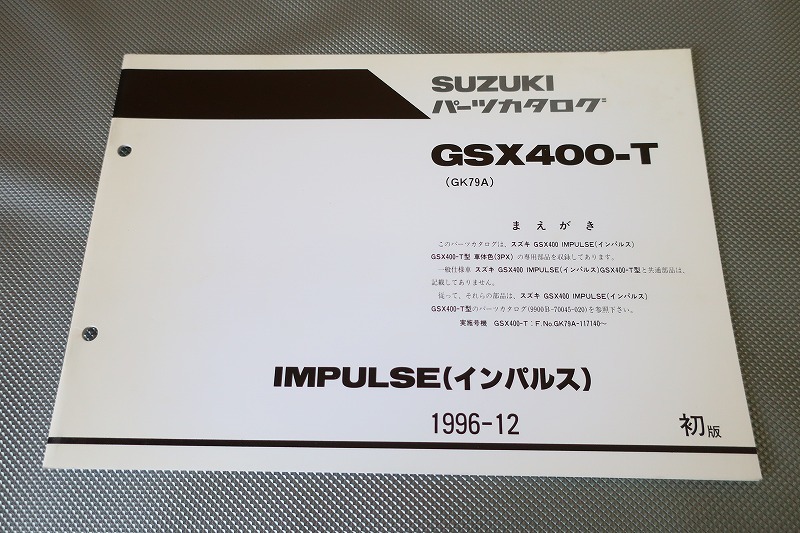 SUZUKI
パーツカタログ
GSX400-T
(GK79A)
まえがき
このパーツカタログは、スズキ GSX400 IMPULSE(インパルス)
GSX400-T型 車体色(3PX)の専用部品を収録してあります。
一般仕様車 スズキ GSX400 IMPULSE(インパルス)GSX400-T型と共通部品は、
記載してありません。
従って、それらの部品は、スズキ GSX400 IMPULSE(インパルス)
GSX400-T型のパーツカタログ(9900B-70045-020)を参照下さい。
実施号機 GSX400-T:F.No.GK79A-117140〜
IMPULSE(インパルス)
1996-12
初版